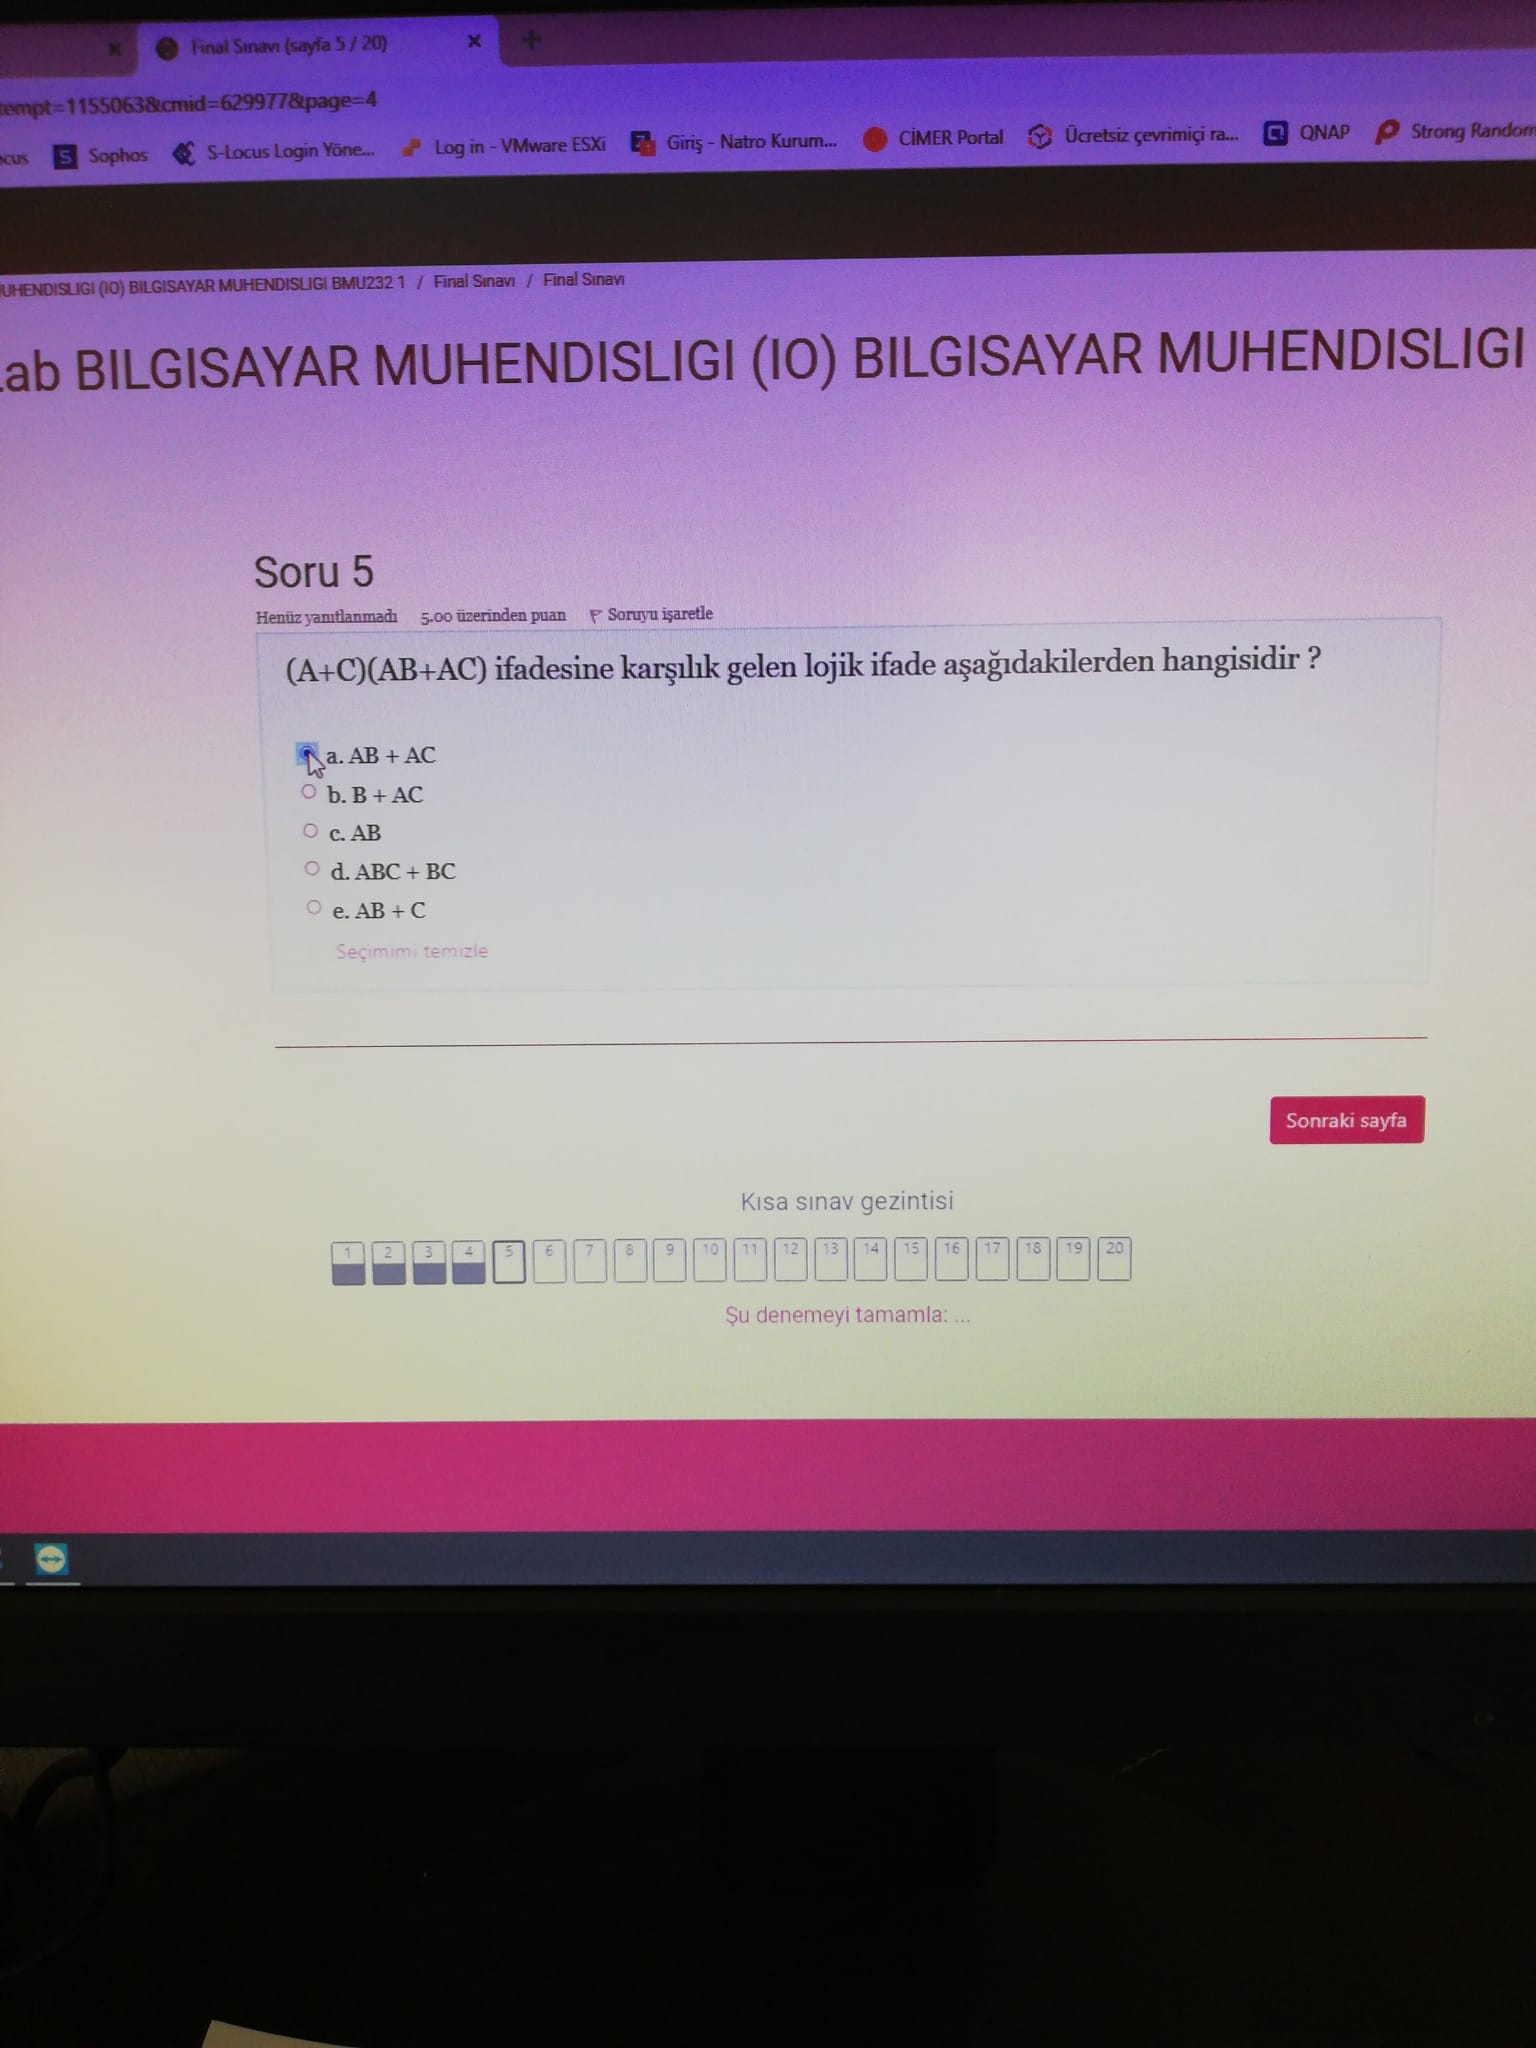 Final Sınavı (sayfa 5 / 20)
tempt=1155063&cmid=629977&page=4
ocus Sophos S-Locus Login Yöne... Log in - VMware ESXi Giriş - Natro Kurum... CİMER Portal Ücretsiz çevrimiçi ra... QNAP Strong Random
UHENDISLIGI (IO) BILGISAYAR MUHENDISLIGI BMU232 1 / Final Sınavı / Final Sınavı
Lab BILGISAYAR MUHENDISLIGI (IO) BILGISAYAR MUHENDISLIGI
Soru 5
Henüz yanıtlanmadı 5,00 üzerinden puan Soruyu işaretle
(A+C)(AB+AC) ifadesine karşılık gelen lojik ifade aşağıdakilerden hangisidir ?
a. AB + AC
b. B + AC
c. AB
d. ABC + BC
e. AB + C
Seçimimi temizle
Sonraki sayfa
Kısa sınav gezintisi
1 2 3 4 5 6 7 8 9 10 11 12 13 14 15 16 17 18 19 20
Şu denemeyi tamamla: ...